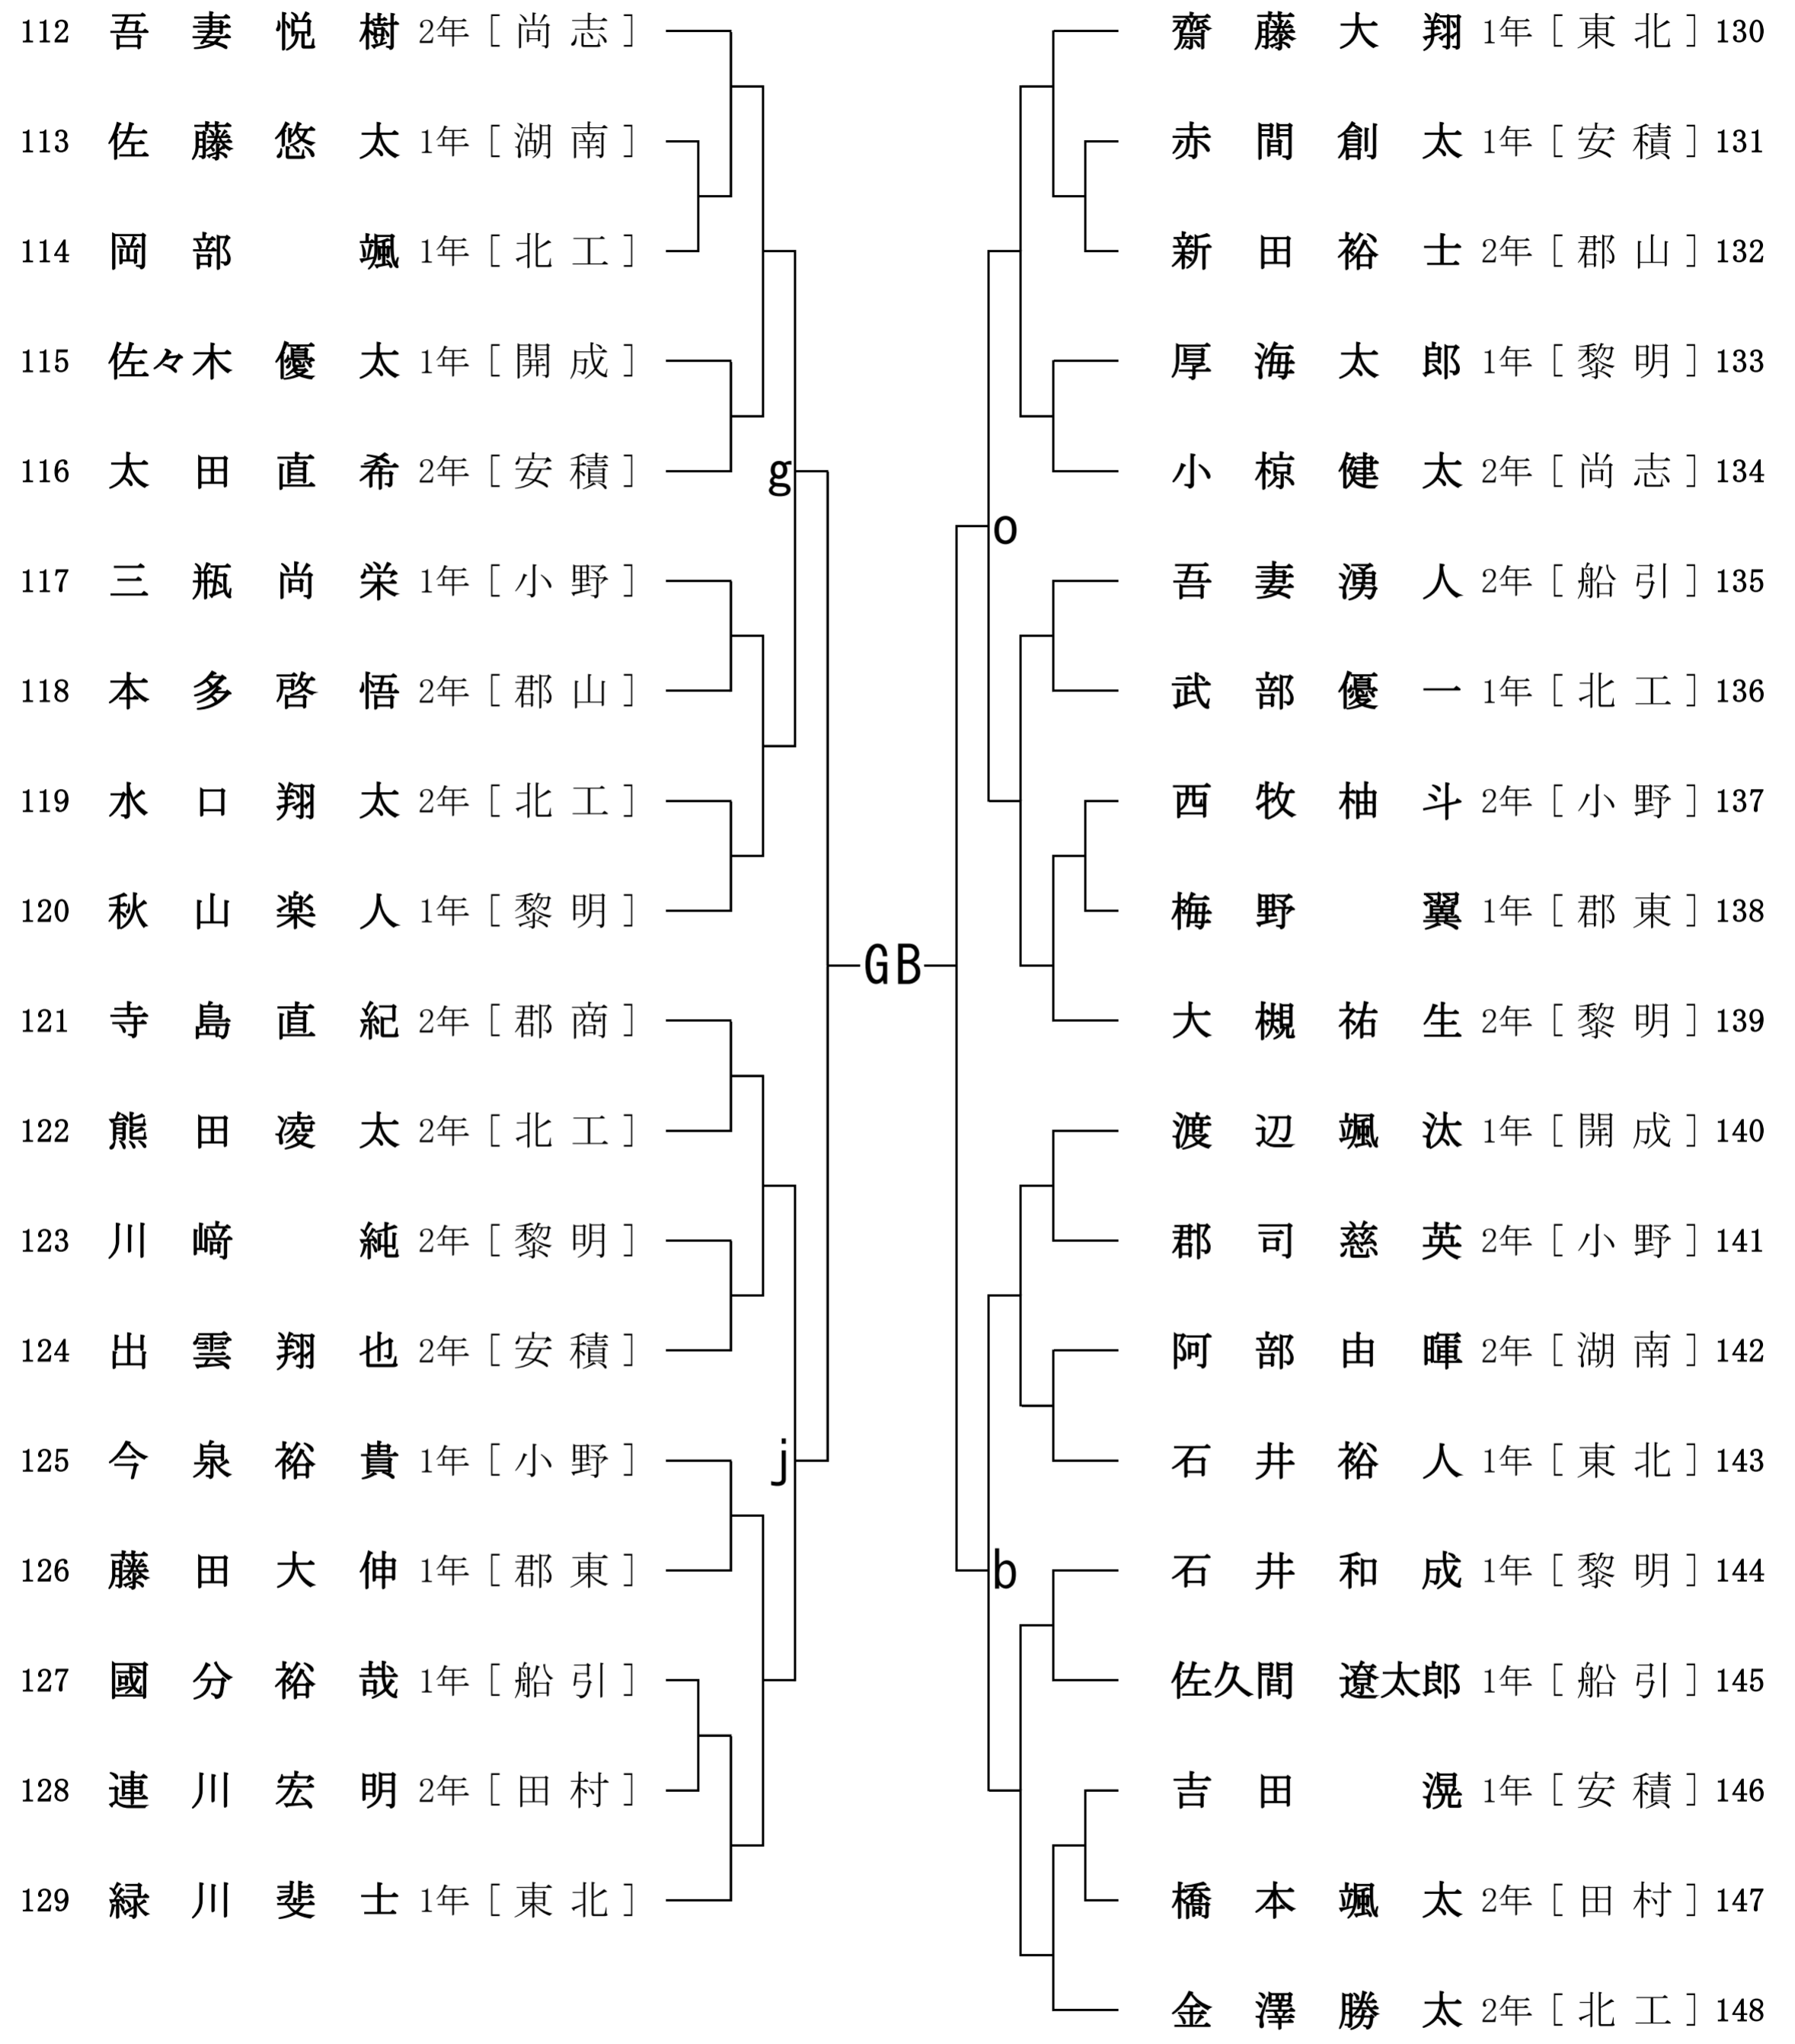 112 吾妻悦樹 2年 [尚志]
113 佐藤悠太 1年 [湖南]
114 岡部 颯 1年 [北工]
115 佐々木優太 1年 [開成]
116 太田直希 2年 [安積]
117 三瓶尚栄 1年 [小野]
118 本多啓悟 2年 [郡山]
119 水口翔太 2年 [北工]
120 秋山楽人 1年 [黎明]
121 寺島直紀 2年 [郡商]
122 熊田凌太 2年 [北工]
123 川﨑 純 2年 [黎明]
124 出雲翔也 2年 [安積]
125 今泉裕貴 1年 [小野]
126 藤田大伸 1年 [郡東]
127 國分裕哉 1年 [船引]
128 連川宏明 2年 [田村]
129 緑川斐士 1年 [東北]
g
j
GB
o
b
齋藤大翔 1年 [東北] 130
赤間創太 1年 [安積] 131
新田裕士 2年 [郡山] 132
厚海太郎 1年 [黎明] 133
小椋健太 2年 [尚志] 134
吾妻湧人 2年 [船引] 135
武部優一 1年 [北工] 136
西牧柚斗 2年 [小野] 137
梅野 翼 1年 [郡東] 138
大槻祐生 2年 [黎明] 139
渡辺颯汰 1年 [開成] 140
郡司慈英 2年 [小野] 141
阿部由暉 2年 [湖南] 142
石井裕人 1年 [東北] 143
石井和成 1年 [黎明] 144
佐久間遼太郎 1年 [船引] 145
吉田 滉 1年 [安積] 146
橋本颯太 2年 [田村] 147
金澤勝太 2年 [北工] 148